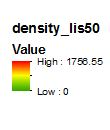 density_lis50
Value
High : 1756.55
Low : 0